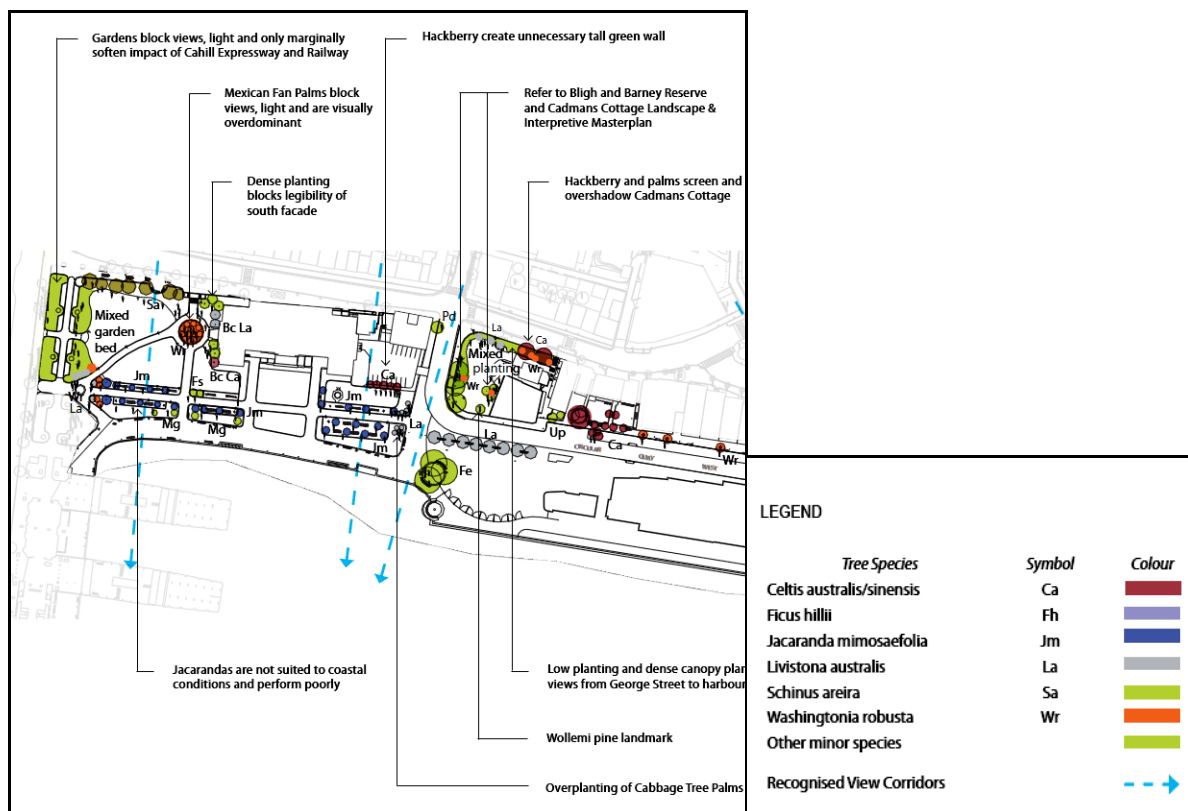 Gardens block views, light and only marginally
soften impact of Cahill Expressway and Railway
Hackberry create unnecessary tall green wall
Mexican Fan Palms block
views, light and are visually
overdominant
Refer to Bligh and Barney Reserve
and Cadmans Cottage Landscape &
Interpretive Masterplan
Dense planting
blocks legibility of
south facade
Hackberry and palms screen and
overshadow Cadmans Cottage
Sa
Mixed
garden
bed
Wr
Bc La
Bc Ca
Jm
Fs
Wr
La
Mg
Mg
Jm
Ca
Jm
Jm
La
Pd
La
Ca
Mixed
planting
Wr
Wr
La
Up
Ca
Fe
CIRCULAR
QUAY
WEST
Wr
Jacarandas are not suited to coastal
conditions and perform poorly
Low planting and dense canopy plan
views from George Street to harbour
Wollemi pine landmark
Overplanting of Cabbage Tree Palms
LEGEND
Tree Species Symbol Colour
Celtis australis/sinensis Ca
Ficus hillii Fh
Jacaranda mimosaefolia Jm
Livistona australis La
Schinus areira Sa
Washingtonia robusta Wr
Other minor species
Recognised View Corridors